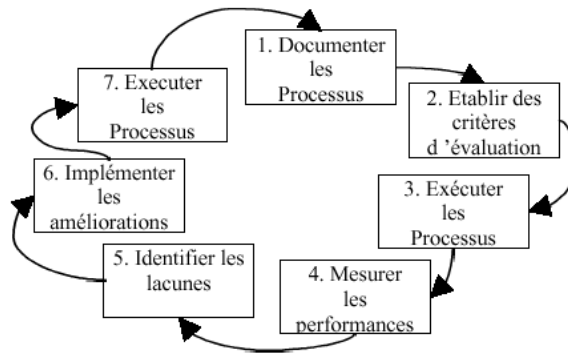 1. Documenter
les
Processus
2. Etablir des
critères
d ’évaluation
3. Exécuter
les
Processus
4. Mesurer
les
performances
5. Identifier les
lacunes
6. Implémenter
les
améliorations
7. Executer
les
Processus